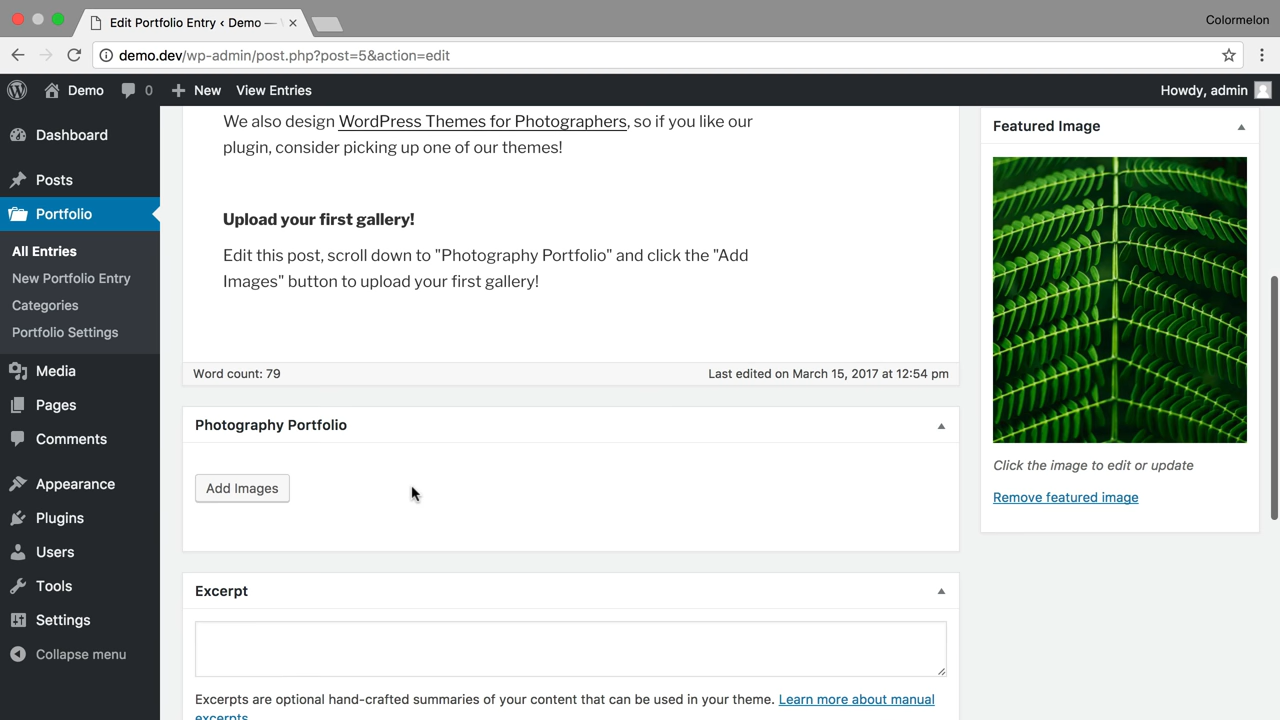 Edit Portfolio Entry ‹ Demo —
Colormelon
demo.dev/wp-admin/post.php?post=5&action=edit
Demo
0
New
View Entries
Howdy, admin
Dashboard
Posts
Portfolio
All Entries
New Portfolio Entry
Categories
Portfolio Settings
Media
Pages
Comments
Appearance
Plugins
Users
Tools
Settings
Collapse menu
We also design WordPress Themes for Photographers, so if you like our
plugin, consider picking up one of our themes!
Upload your first gallery!
Edit this post, scroll down to "Photography Portfolio" and click the "Add
Images" button to upload your first gallery!
Word count: 79
Last edited on March 15, 2017 at 12:54 pm
Photography Portfolio
Add Images
Excerpt
Excerpts are optional hand-crafted summaries of your content that can be used in your theme. Learn more about manual
excerpts
Featured Image
Click the image to edit or update
Remove featured image